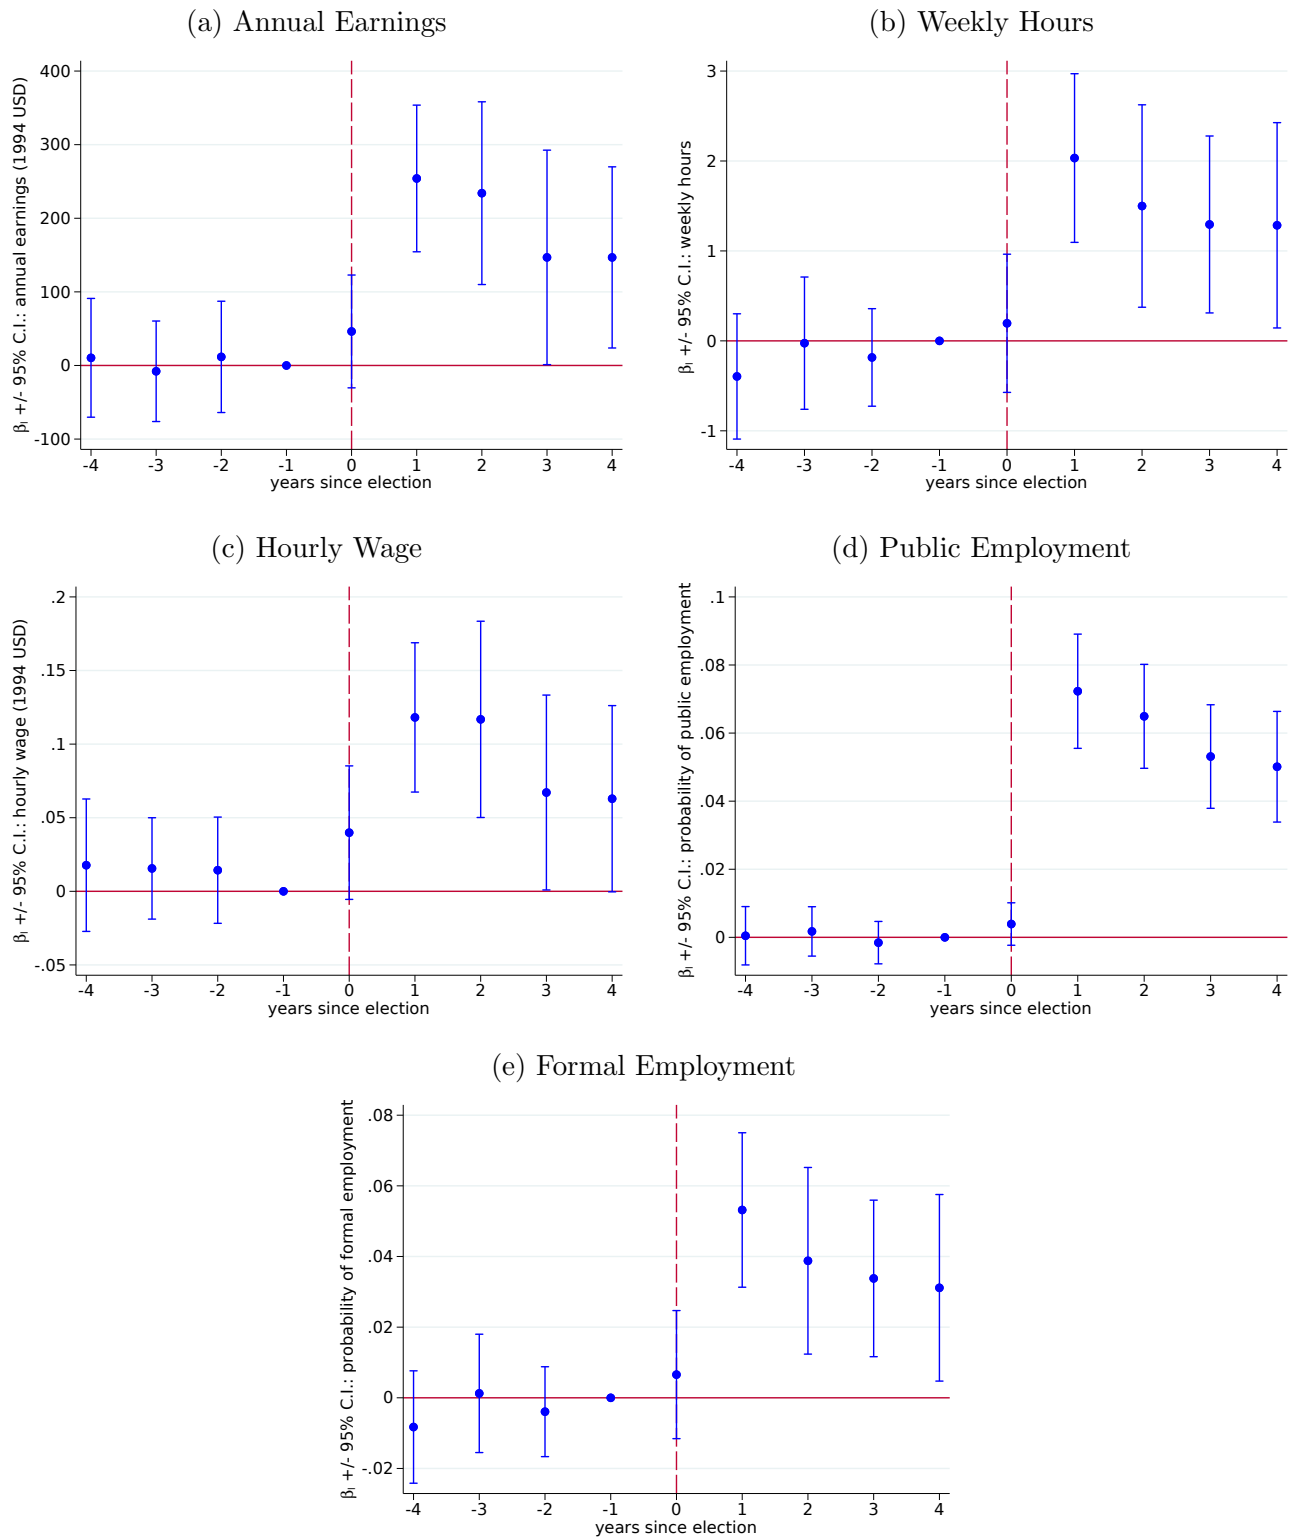 (a) Annual Earnings
β_l +/- 95% C.I.: annual earnings (1994 USD)
400
300
200
100
0
-100
-4 -3 -2 -1 0 1 2 3 4
years since election
(b) Weekly Hours
β_l +/- 95% C.I.: weekly hours
3
2
1
0
-1
-4 -3 -2 -1 0 1 2 3 4
years since election
(c) Hourly Wage
β_l +/- 95% C.I.: hourly wage (1994 USD)
.2
.15
.1
.05
0
-.05
-4 -3 -2 -1 0 1 2 3 4
years since election
(d) Public Employment
β_l +/- 95% C.I.: probability of public employment
.1
.08
.06
.04
.02
0
-4 -3 -2 -1 0 1 2 3 4
years since election
(e) Formal Employment
β_l +/- 95% C.I.: probability of formal employment
.08
.06
.04
.02
0
-.02
-4 -3 -2 -1 0 1 2 3 4
years since election